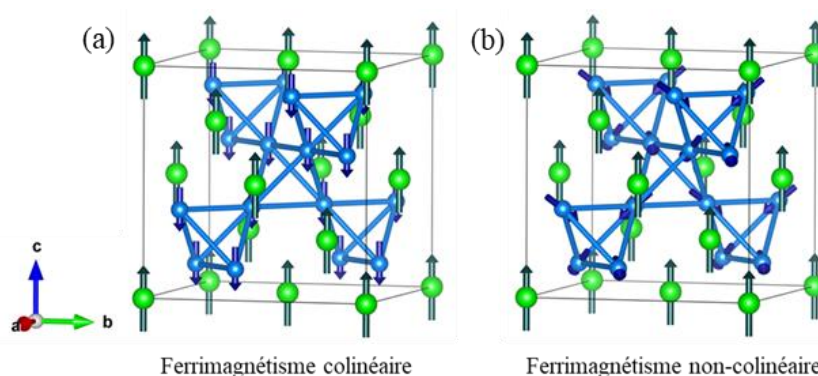 (a)
(b)
c
a
b
Ferrimagnétisme colinéaire
Ferrimagnétisme non-colinéaire